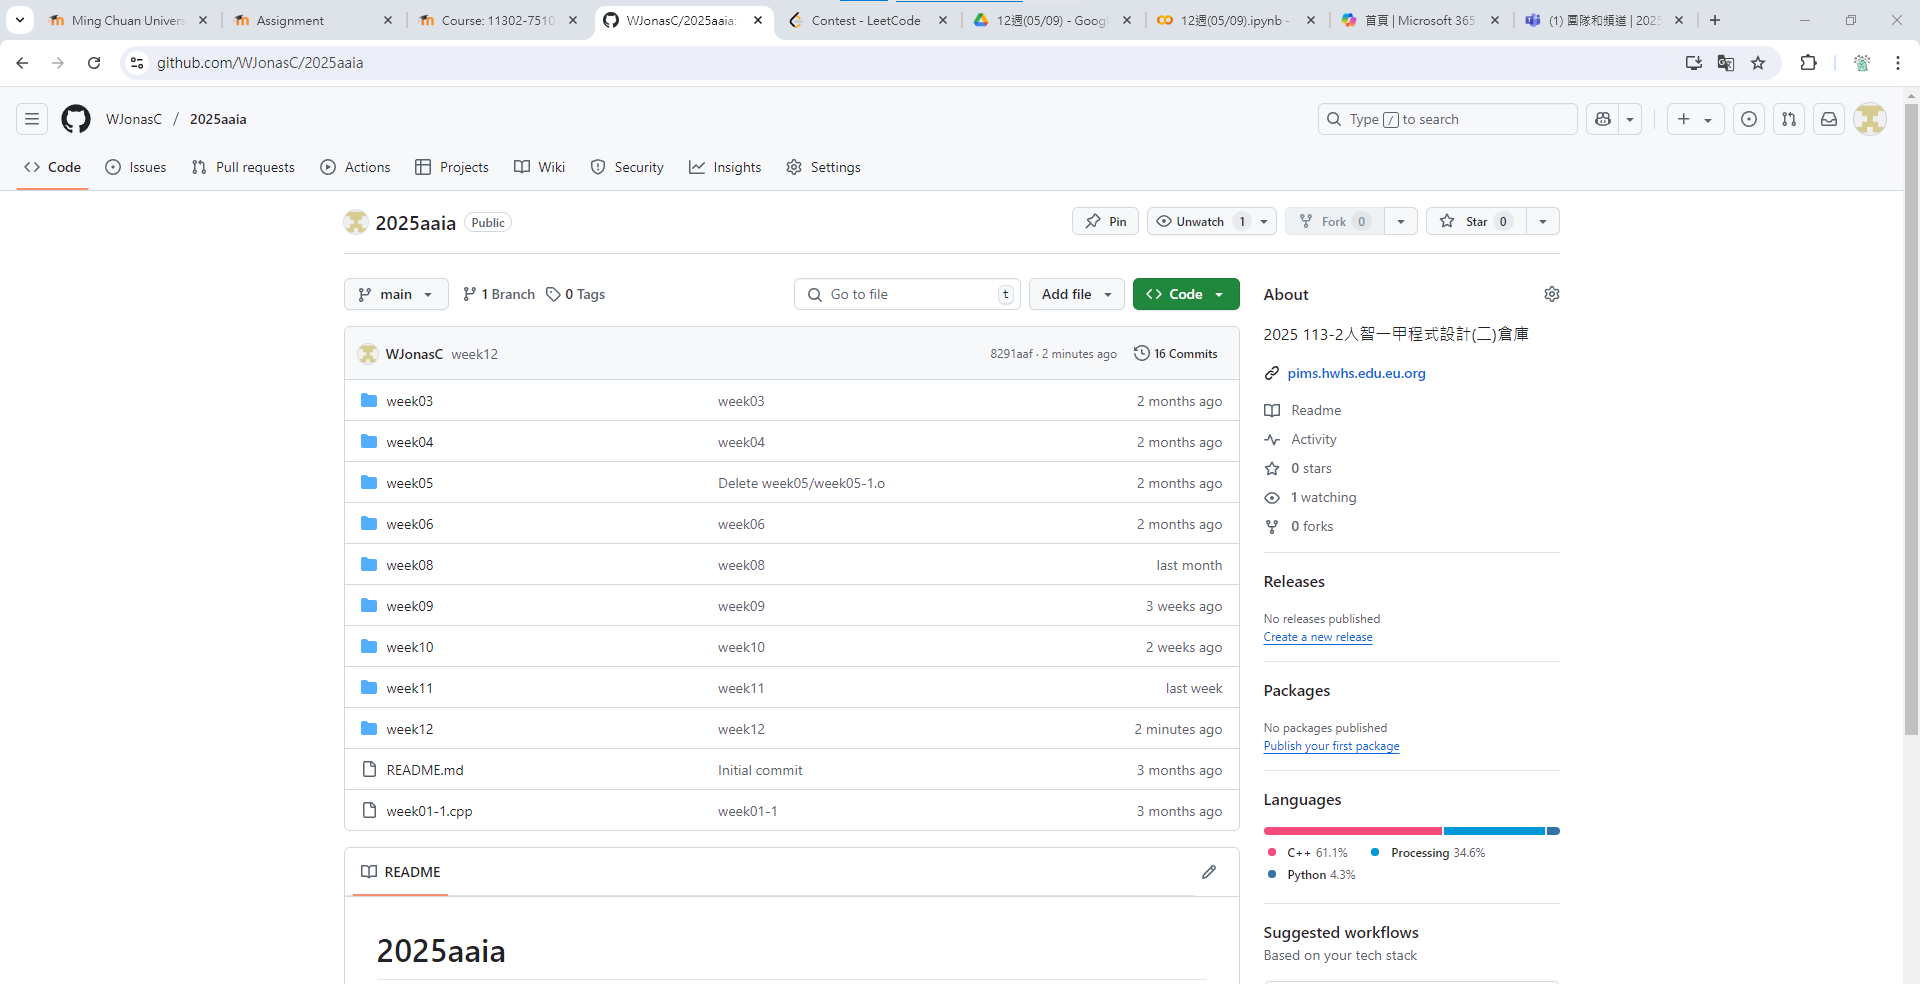 Ming Chuan Univers
Assignment
Course: 11302-7510
WJonasC/2025aaia:
Contest - LeetCode
12週(05/09) - Googl
12週(05/09).ipynb -
首頁 | Microsoft 365
(1) 團隊和頻道 | 2025
github.com/WJonasC/2025aaia
WJonasC / 2025aaia
Type / to search
Code Issues Pull requests Actions Projects Wiki Security Insights Settings
2025aaia Public
Pin Unwatch 1 Fork 0 Star 0
main 1 Branch 0 Tags
Go to file t Add file Code
WJonasC week12 8291aaf · 2 minutes ago 16 Commits
week03 week03 2 months ago
week04 week04 2 months ago
week05 Delete week05/week05-1.o 2 months ago
week06 week06 2 months ago
week08 week08 last month
week09 week09 3 weeks ago
week10 week10 2 weeks ago
week11 week11 last week
week12 week12 2 minutes ago
README.md Initial commit 3 months ago
week01-1.cpp week01-1 3 months ago
README
2025aaia
About
2025 113-2人智一甲程式設計(二)倉庫
pims.hwhs.edu.eu.org
Readme
Activity
0 stars
1 watching
0 forks
Releases
No releases published
Create a new release
Packages
No packages published
Publish your first package
Languages
C++ 61.1% Processing 34.6%
Python 4.3%
Suggested workflows
Based on your tech stack